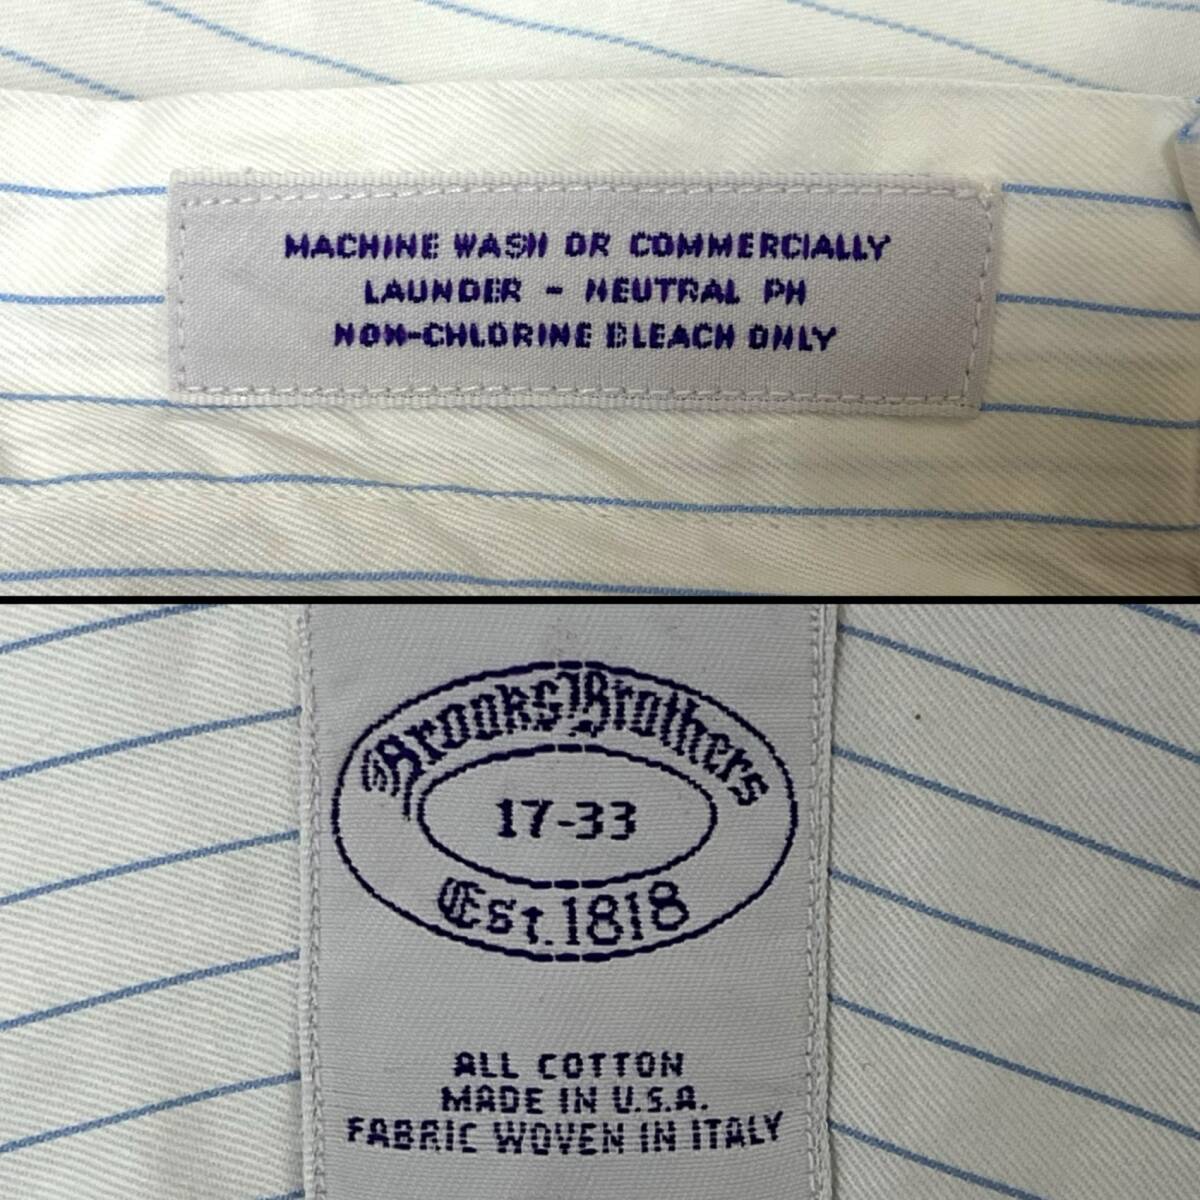 MACHINE WASH OR COMMERCIALLY
LAUNDER - NEUTRAL PH
NON-CHLORINE BLEACH ONLY
Brooks Brothers
17-33
Est. 1818
ALL COTTON
MADE IN U.S.A.
FABRIC WOVEN IN ITALY